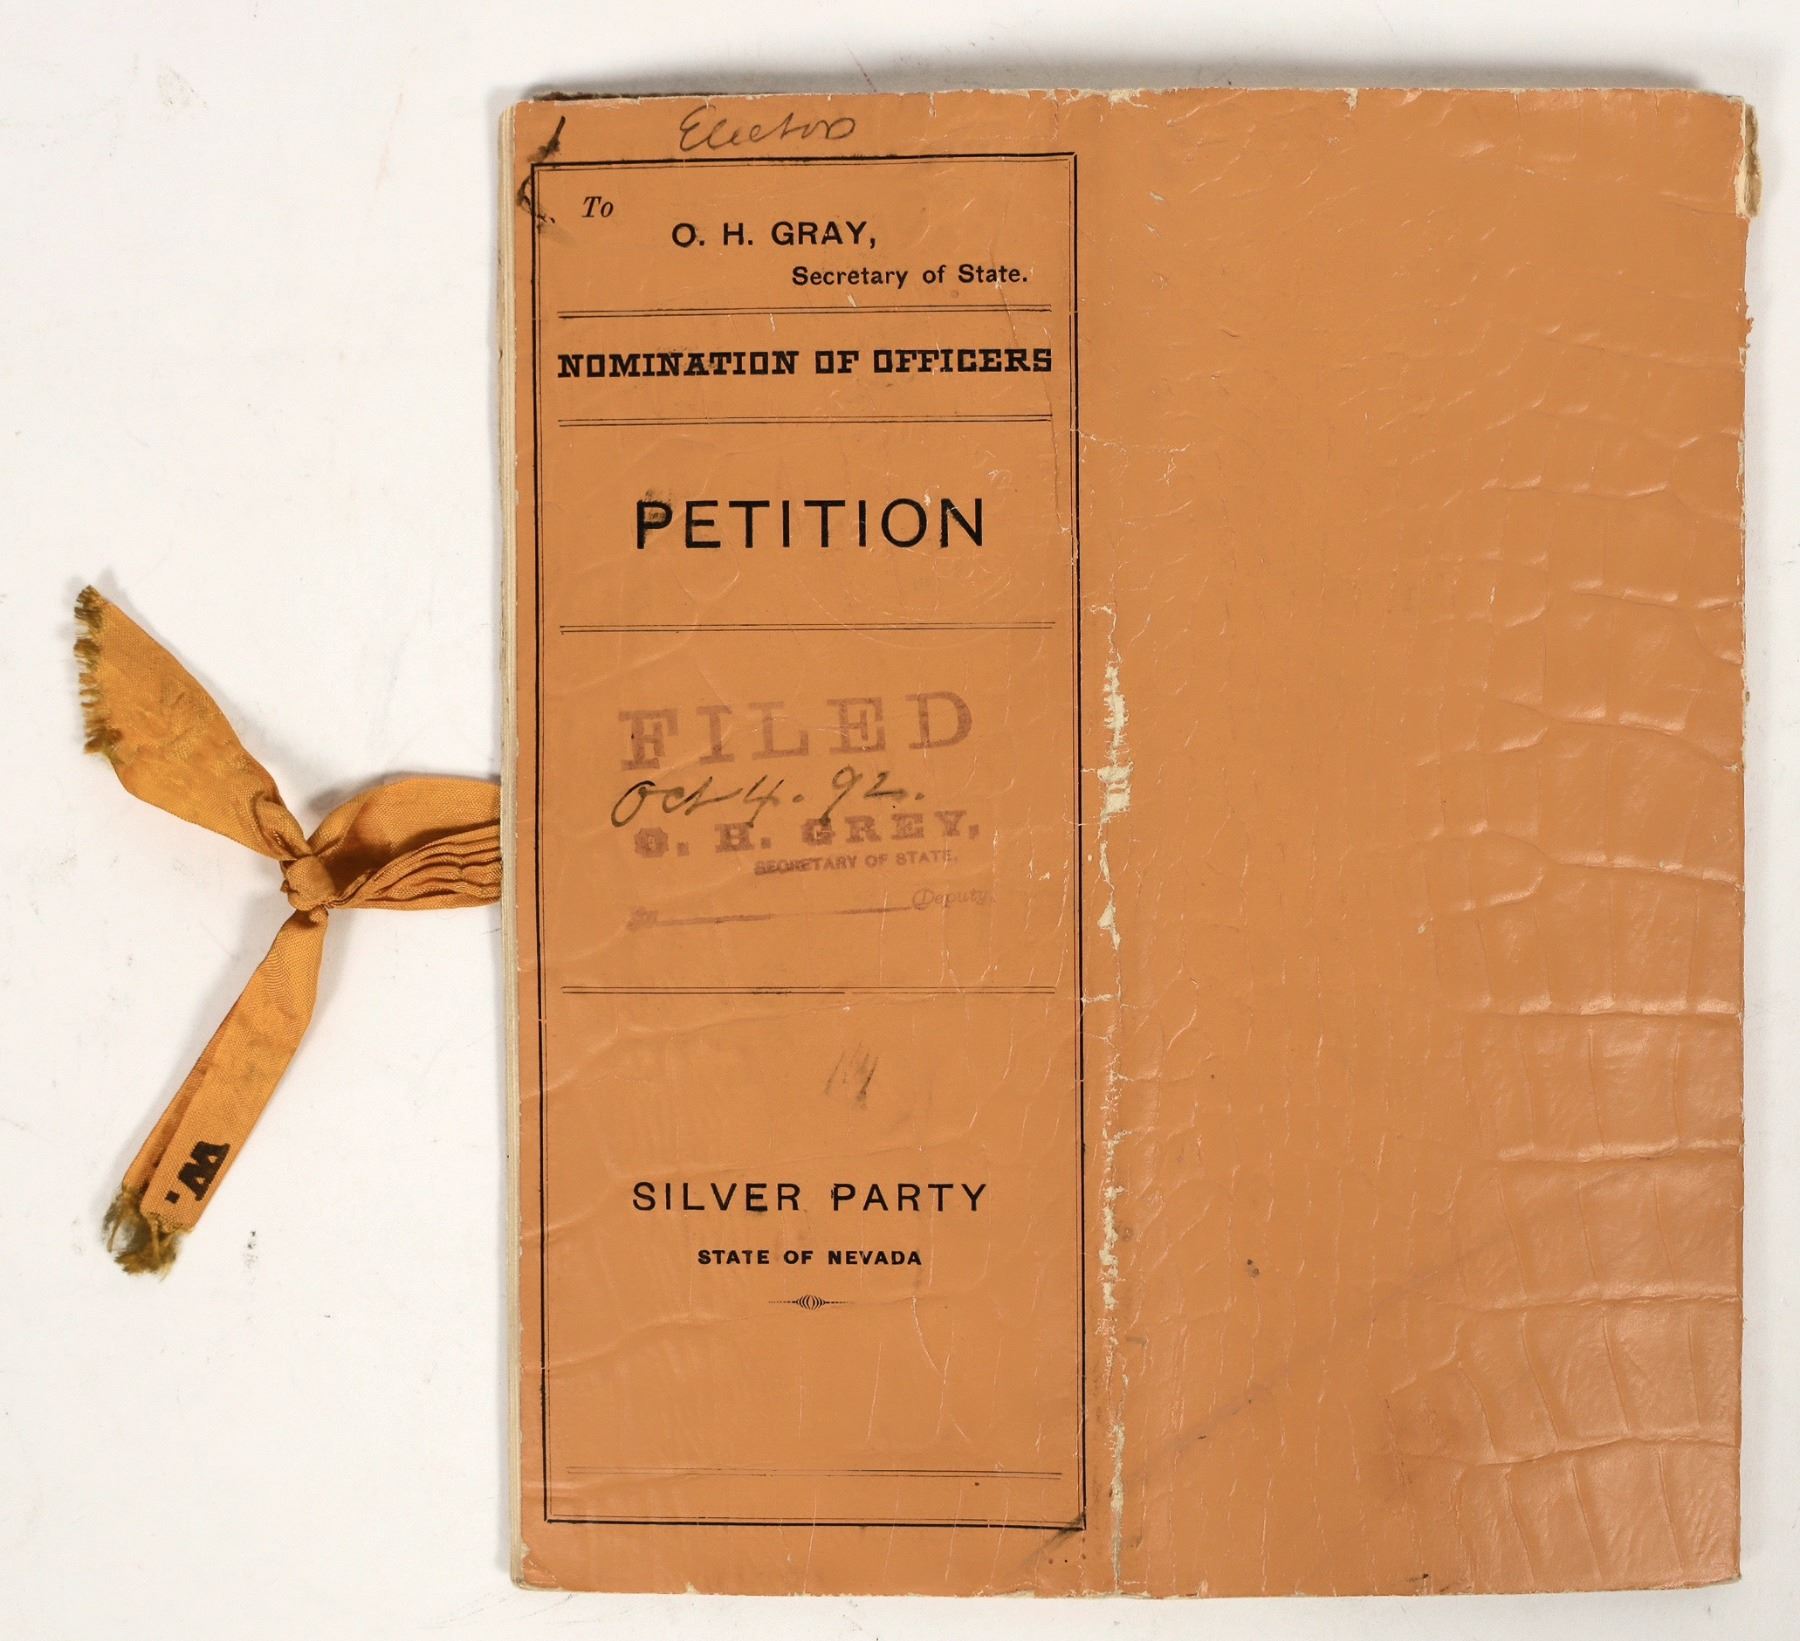 Electors
To
O. H. GRAY,
Secretary of State.
NOMINATION OF OFFICERS
PETITION
FILED
Oct 4. 92.
O. H. GREY,
SECRETARY OF STATE.
Deputy.
SILVER PARTY
STATE OF NEVADA
W.